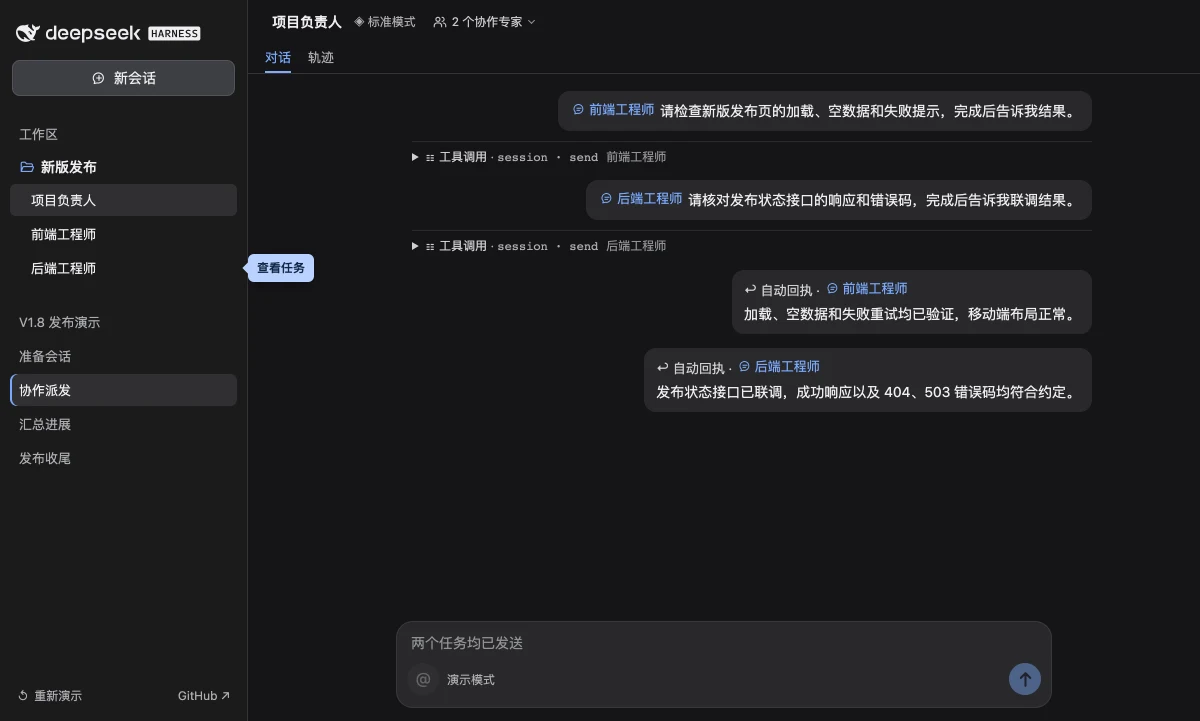 deepseek HARNESS
新会话
工作区
新版发布
项目负责人
前端工程师
后端工程师
V1.8 发布演示
准备会话
协作派发
汇总进展
发布收尾
重新演示
GitHub ↗
项目负责人 标准模式 2 个协作专家
对话 轨迹
前端工程师 请检查新版发布页的加载、空数据和失败提示，完成后告诉我结果。
工具调用 · session · send 前端工程师
后端工程师 请核对发布状态接口的响应和错误码，完成后告诉我联调结果。
工具调用 · session · send 后端工程师
查看任务
自动回执 · 前端工程师
加载、空数据和失败重试均已验证，移动端布局正常。
自动回执 · 后端工程师
发布状态接口已联调，成功响应以及 404、503 错误码均符合约定。
两个任务均已发送
@ 演示模式